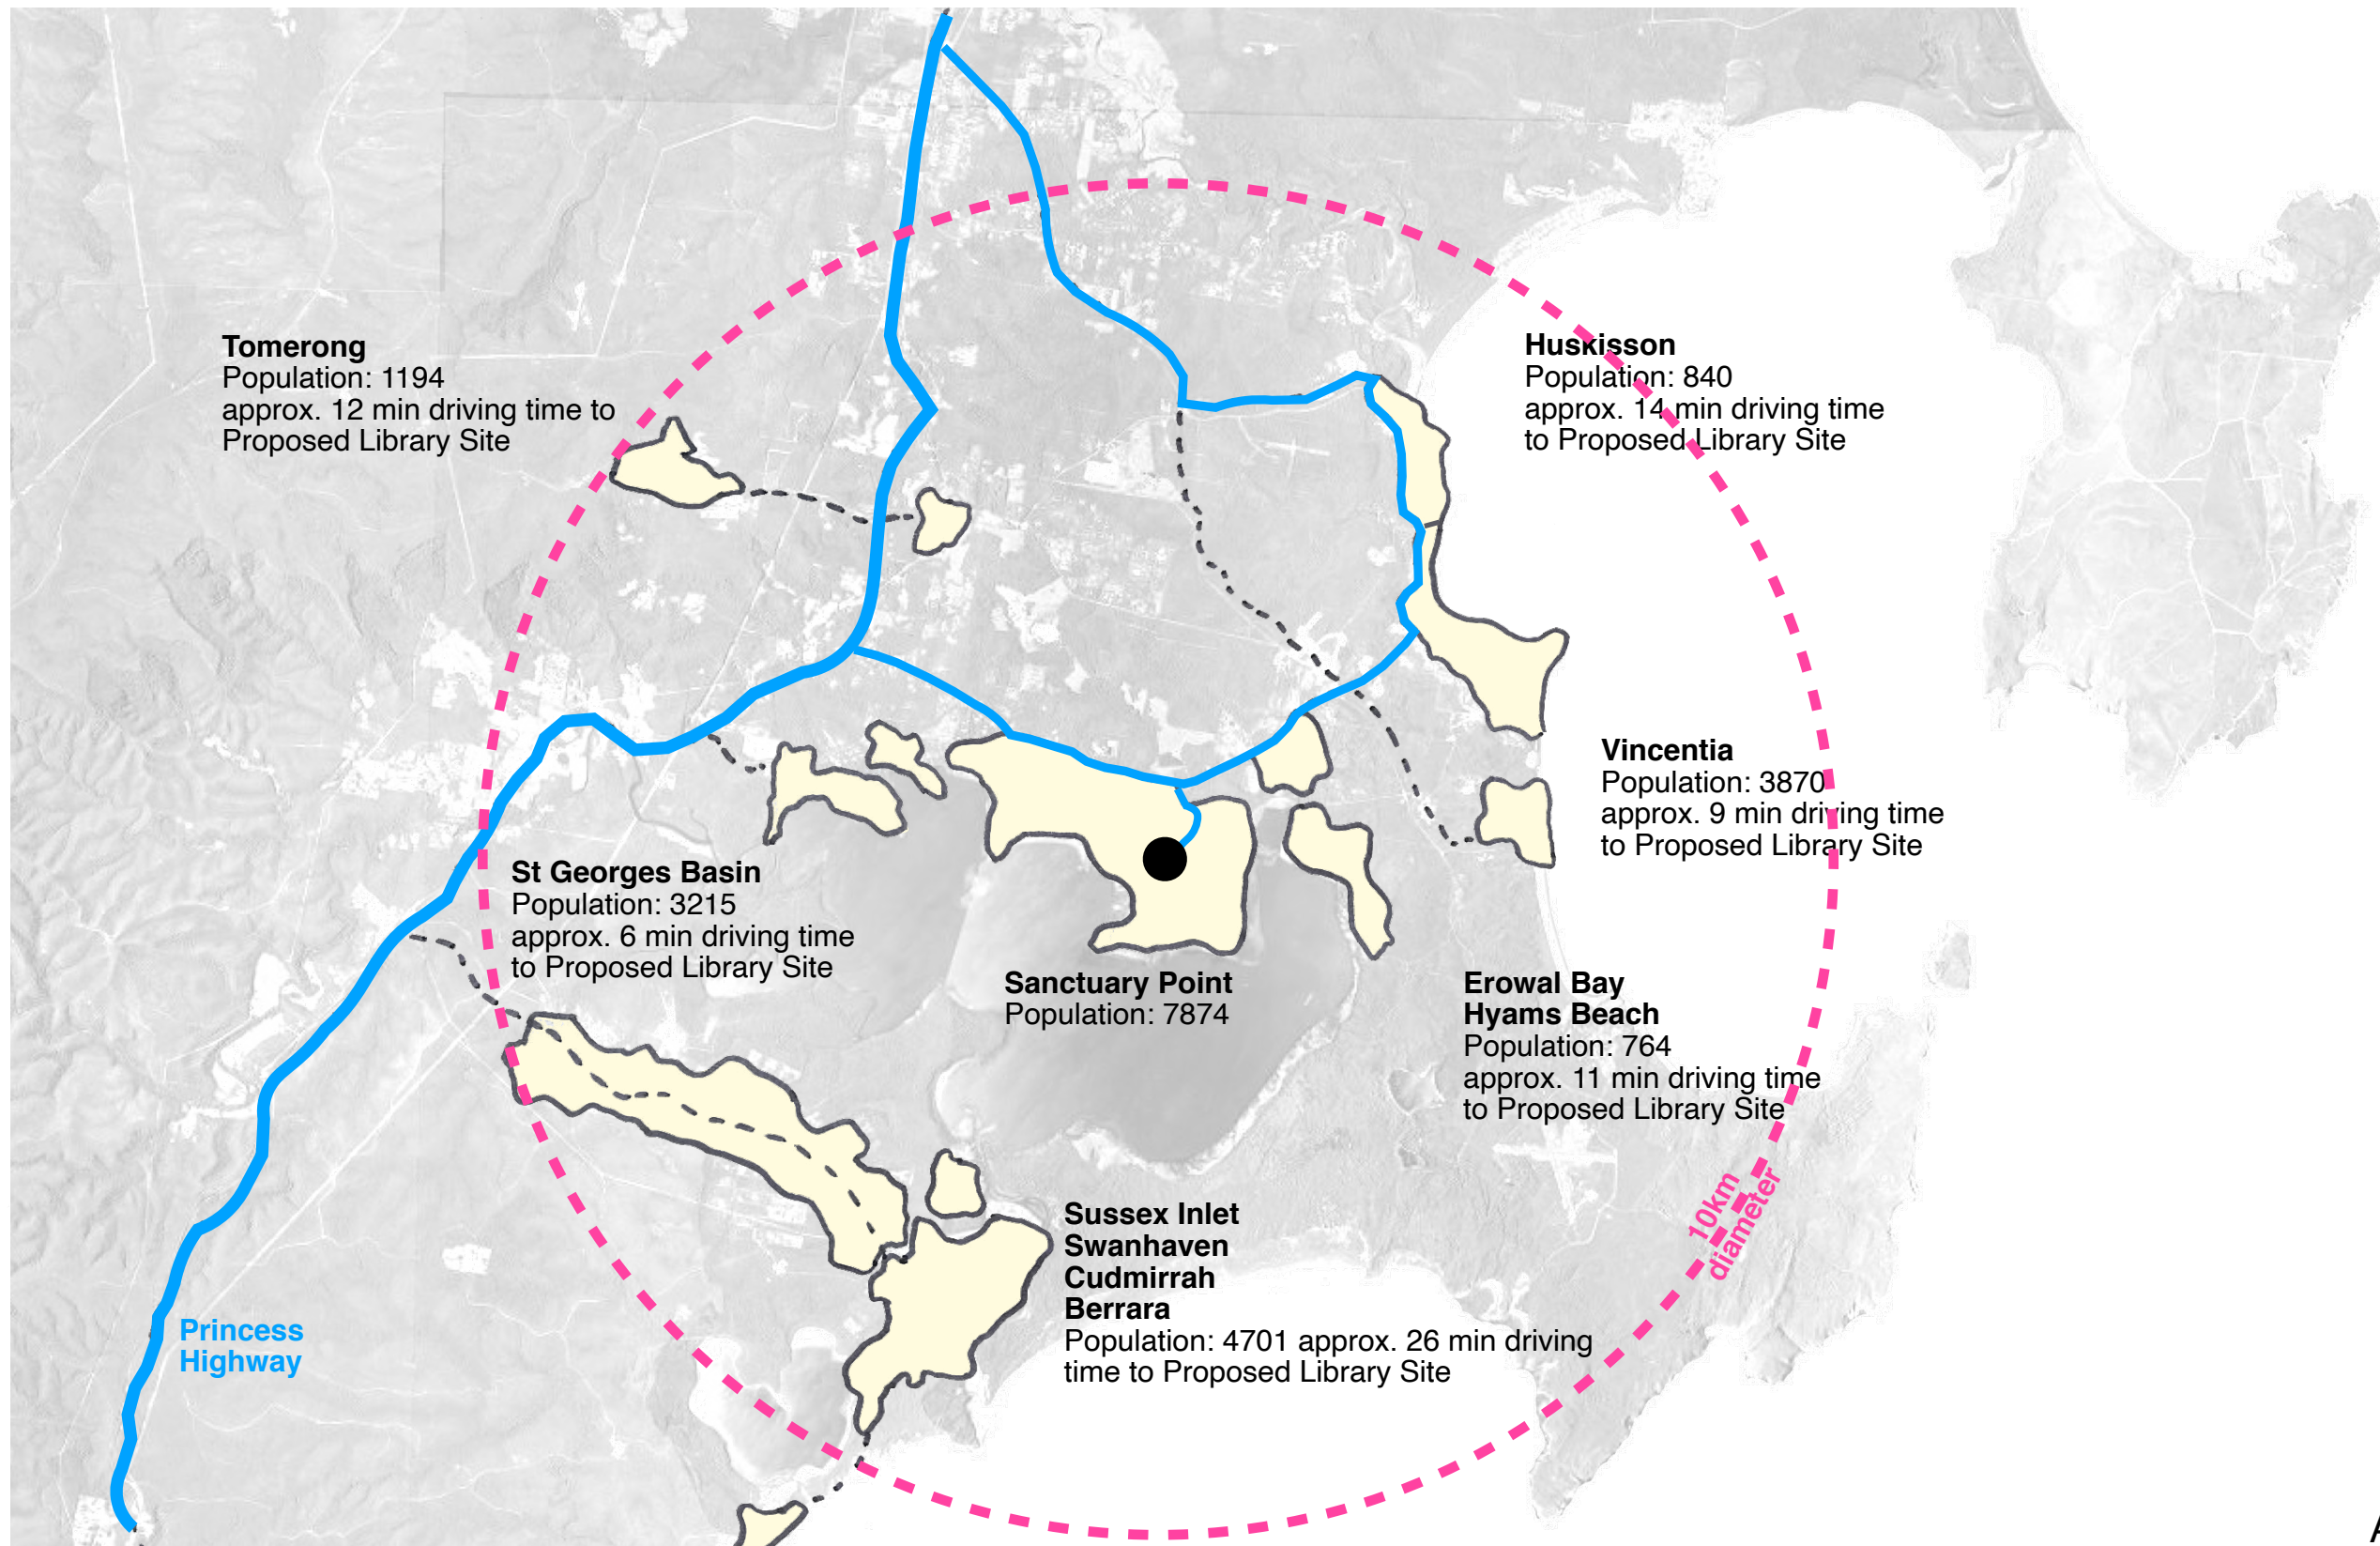 Tomerong
Population: 1194
approx. 12 min driving time to
Proposed Library Site
Huskisson
Population: 840
approx. 14 min driving time
to Proposed Library Site
Vincentia
Population: 3870
approx. 9 min driving time
to Proposed Library Site
St Georges Basin
Population: 3215
approx. 6 min driving time
to Proposed Library Site
Sanctuary Point
Population: 7874
Erowal Bay
Hyams Beach
Population: 764
approx. 11 min driving time
to Proposed Library Site
10km
diameter
Sussex Inlet
Swanhaven
Cudmirrah
Berrara
Population: 4701 approx. 26 min driving
time to Proposed Library Site
Princess
Highway